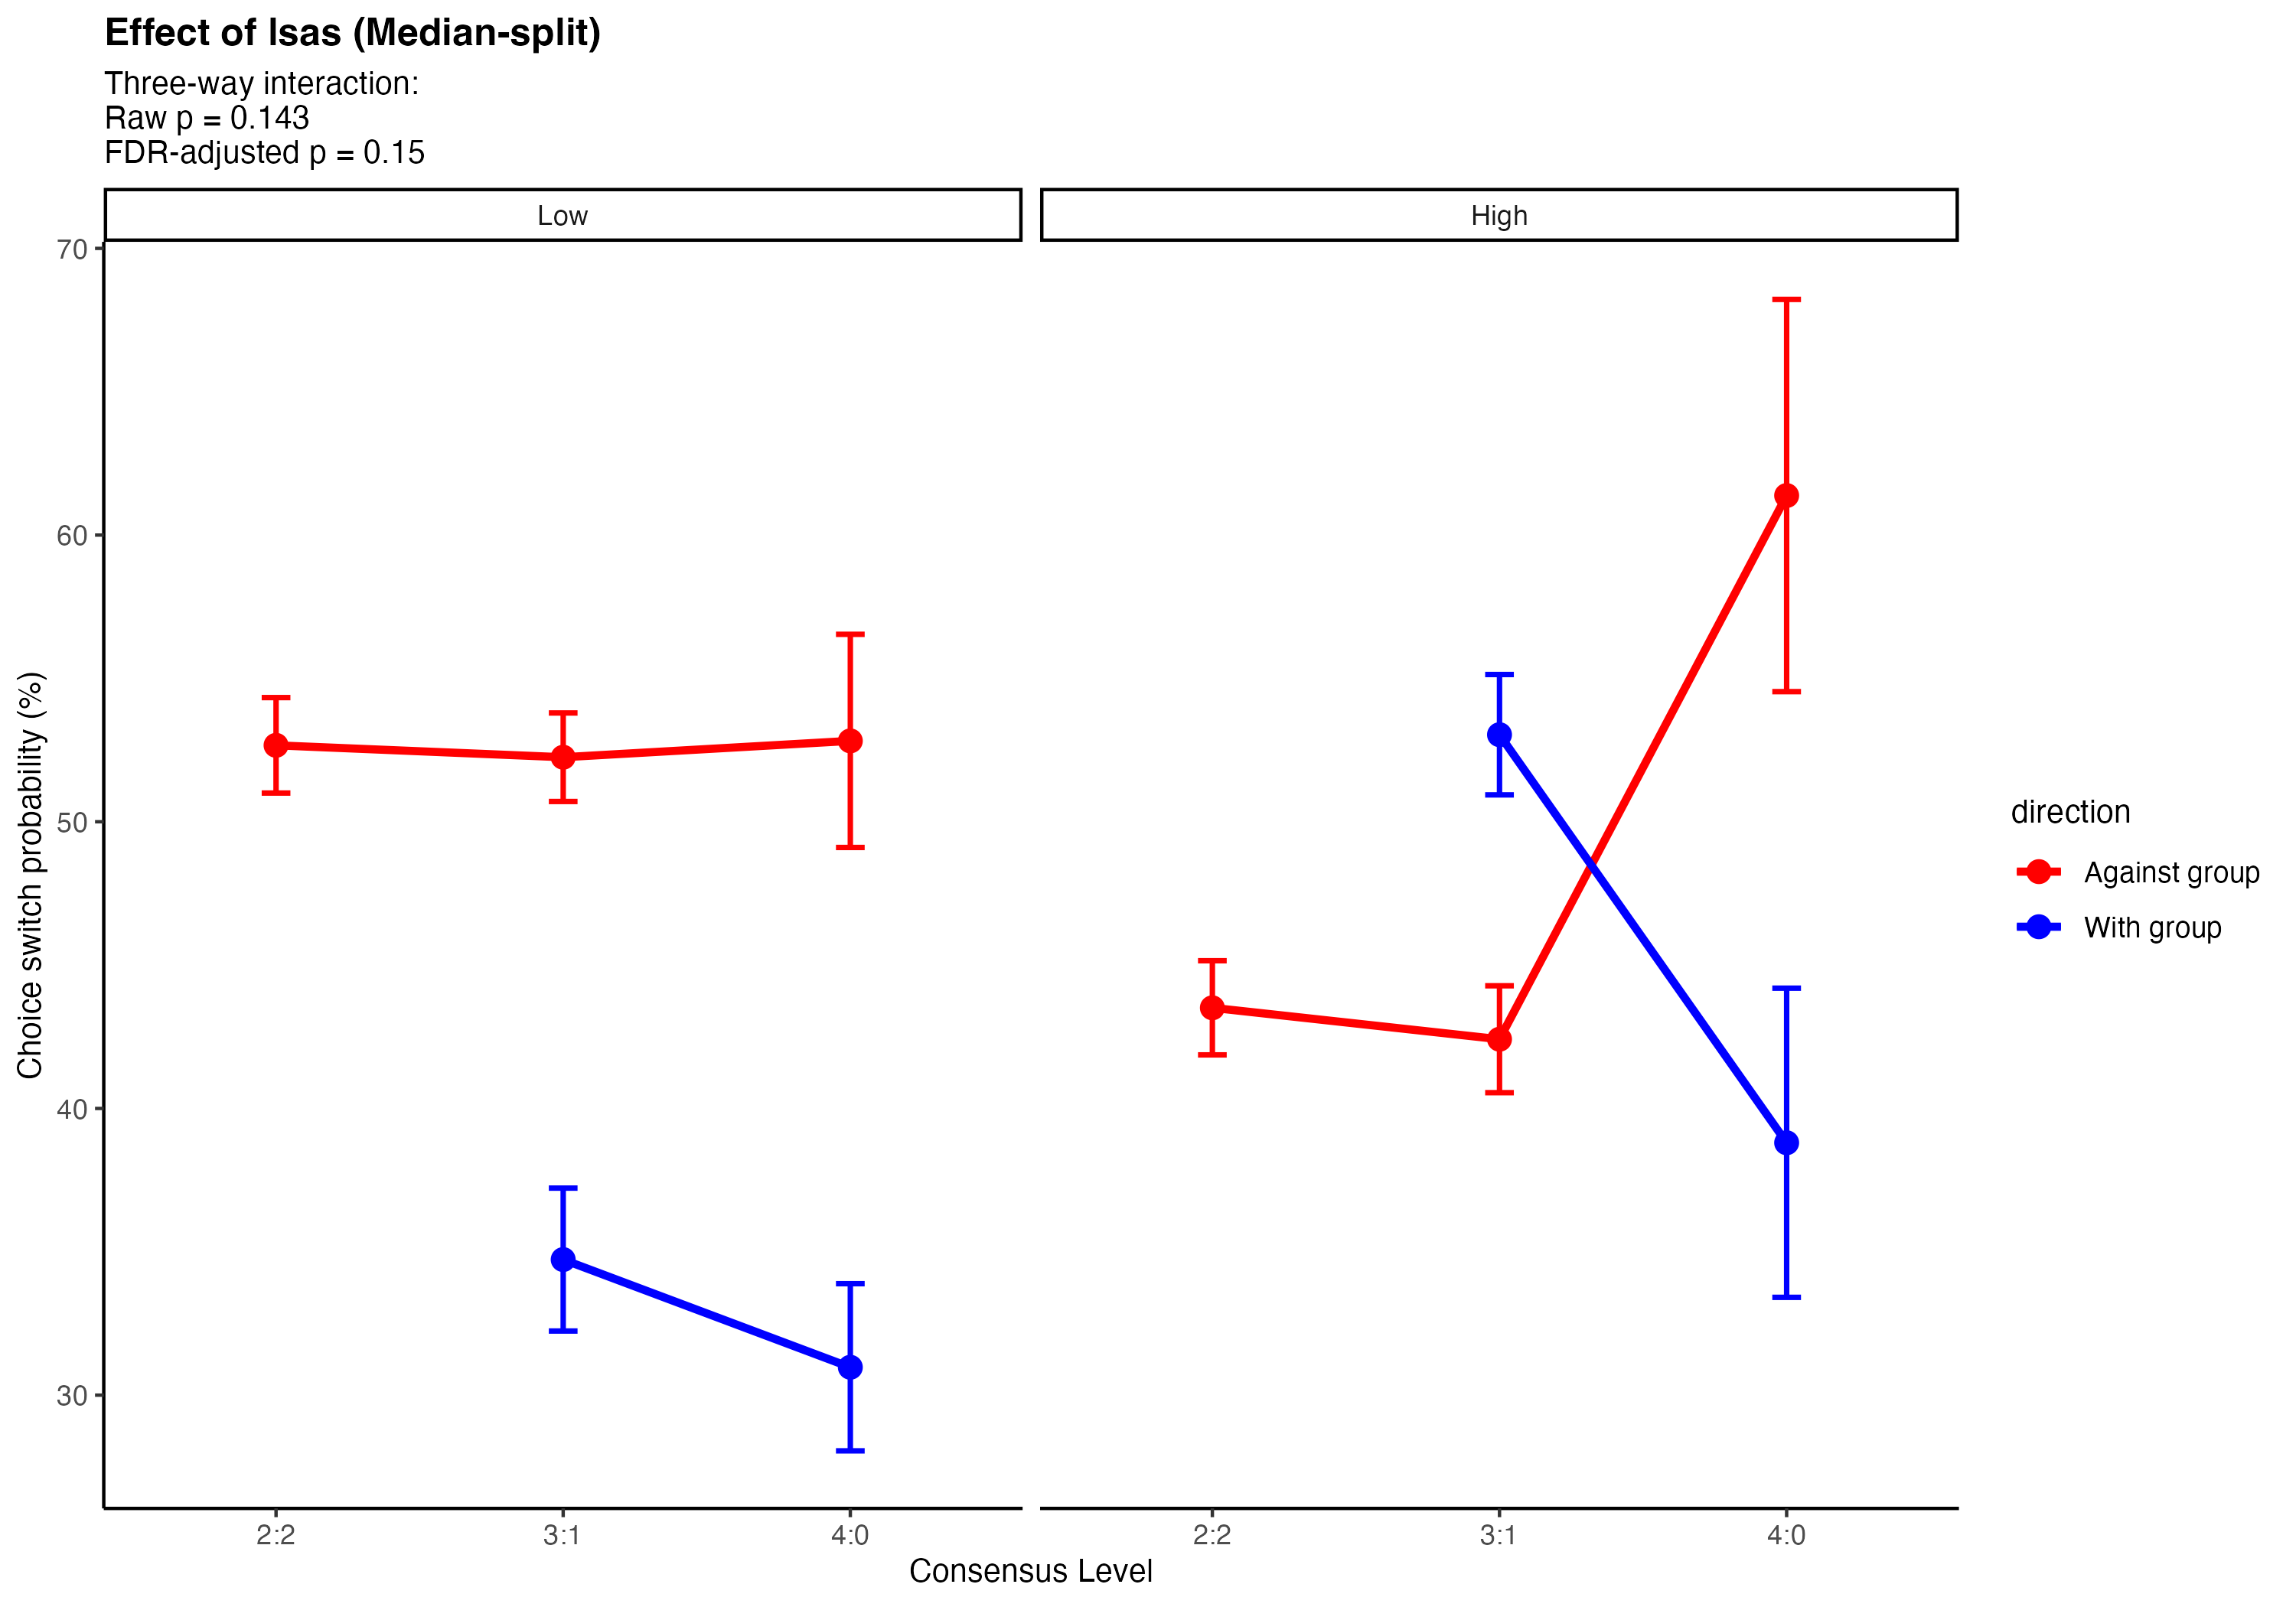 Effect of lsas (Median-split)
Three-way interaction:
Raw p = 0.143
FDR-adjusted p = 0.15
Low
High
70
60
50
40
30
Choice switch probability (%)
2:2
3:1
4:0
2:2
3:1
4:0
Consensus Level
direction
Against group
With group